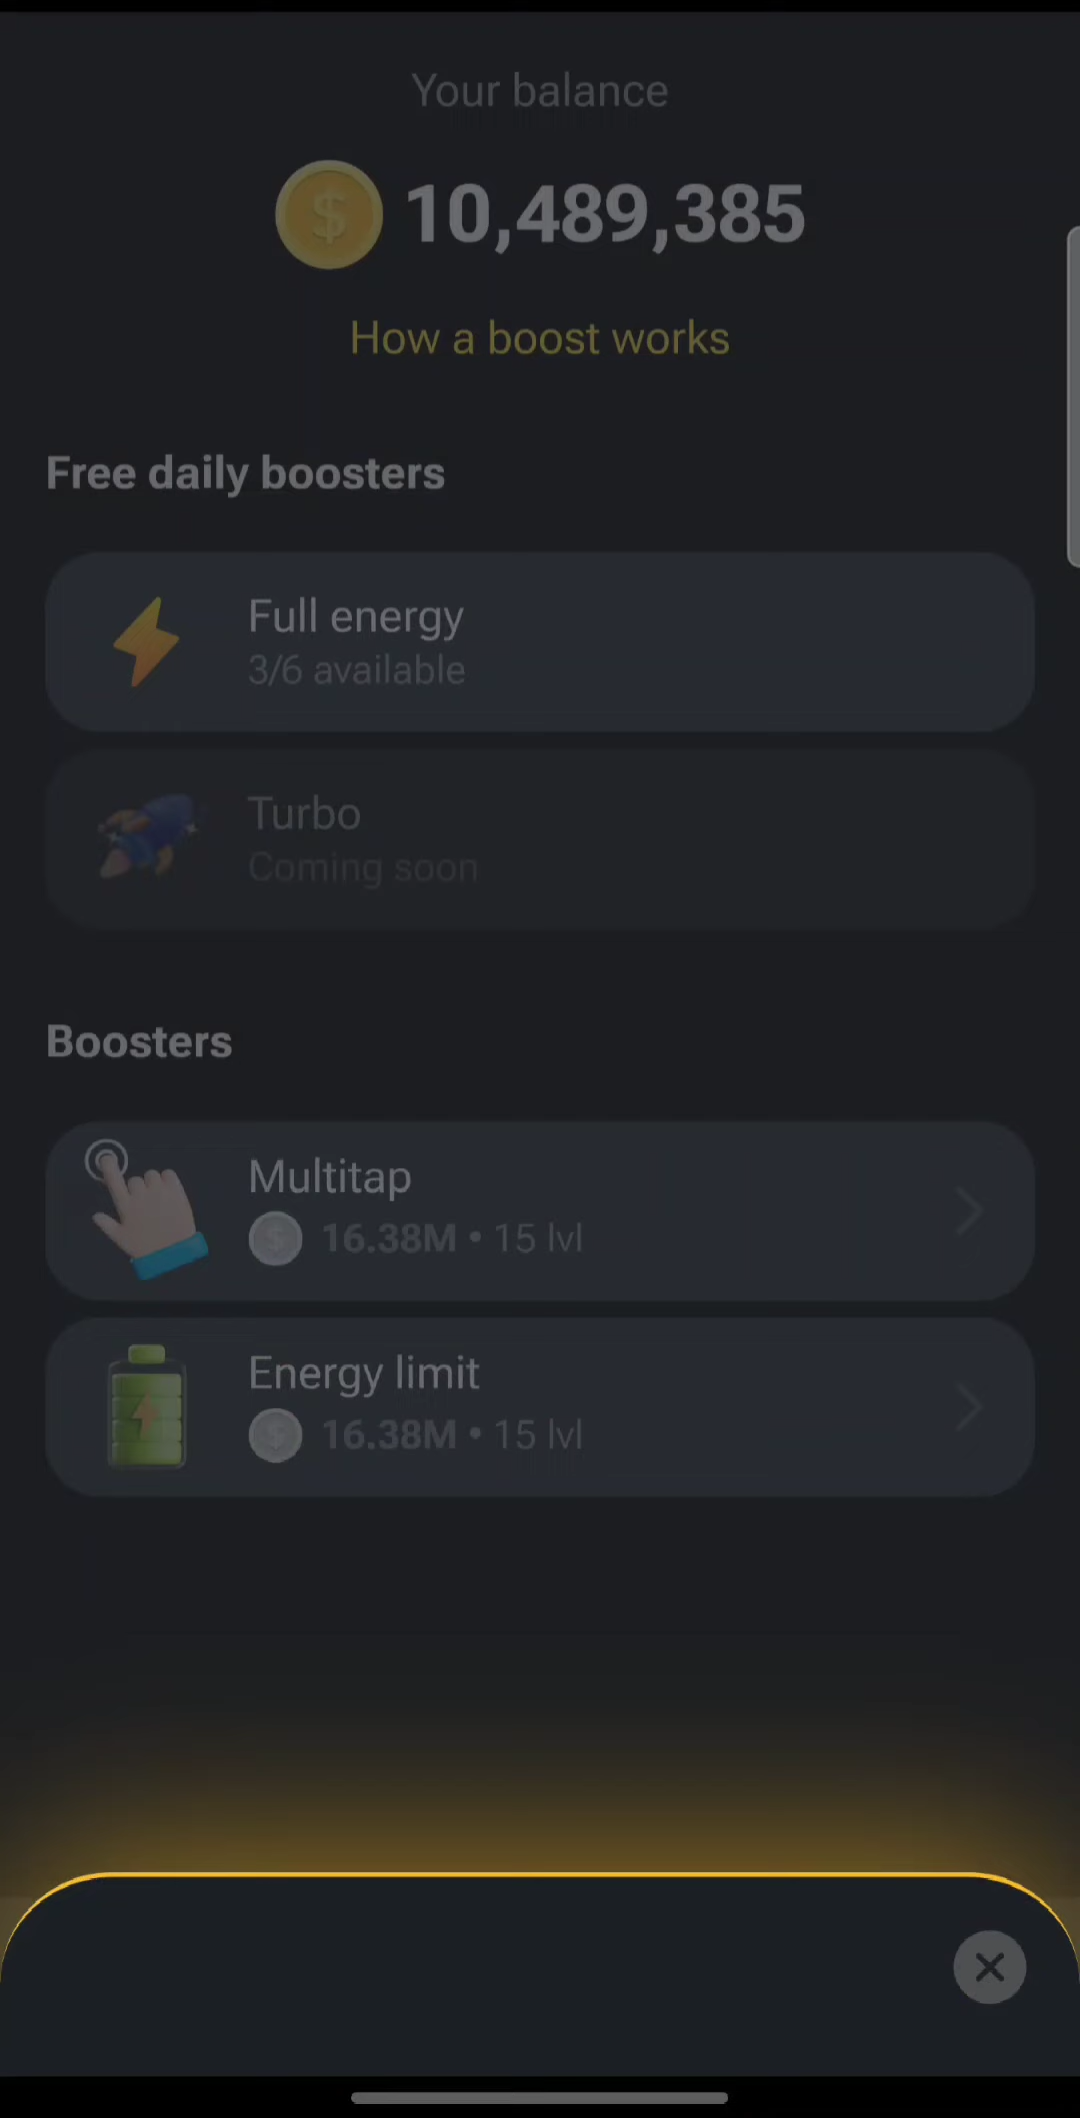 Your balance
10,489,385
How a boost works
Free daily boosters
Full energy
3/6 available
Turbo
Coming soon
Boosters
Multitap
16.38M • 15 lvl
Energy limit
16.38M • 15 lvl